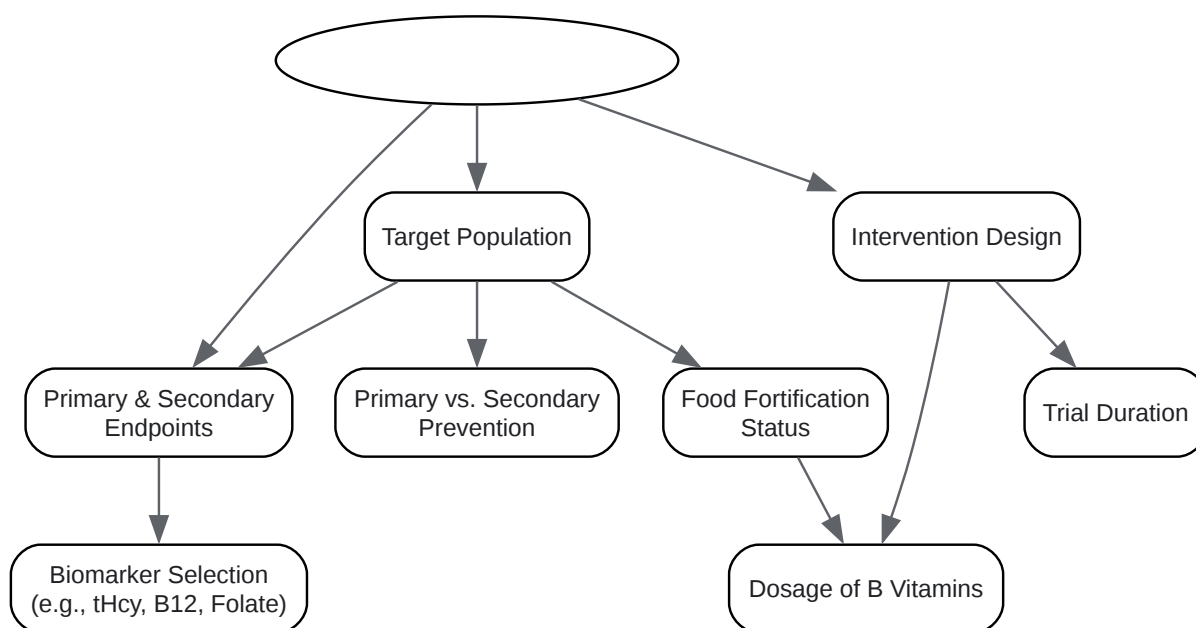 Target Population
Intervention Design
Primary & Secondary
Endpoints
Primary vs. Secondary
Prevention
Food Fortification
Status
Trial Duration
Biomarker Selection
(e.g., tHcy, B12, Folate)
Dosage of B Vitamins